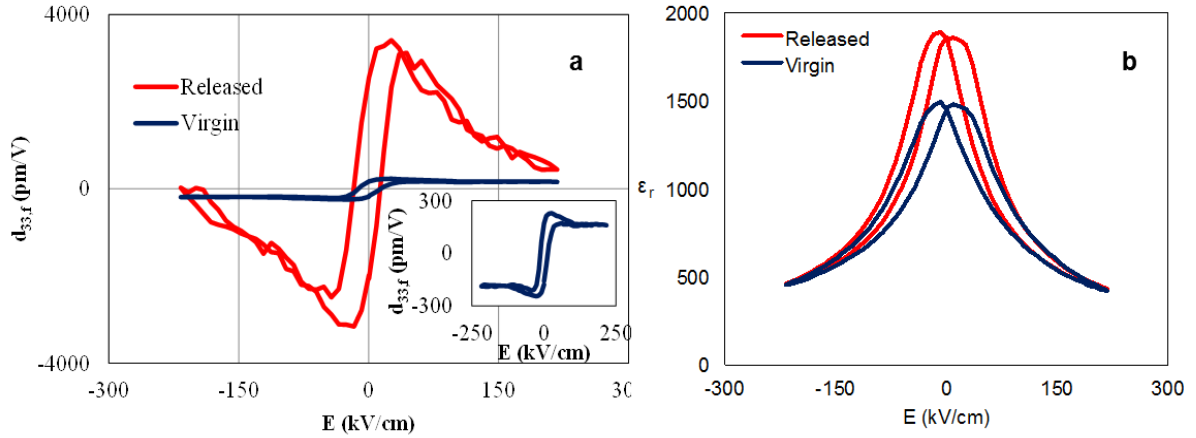 4000
a
Released
Virgin
0
d33,f (pm/V)
300
0
-300
d33,f (pm/V)
-250
0
250
E (kV/cm)
-4000
-300
-150
0
150
30
E (kV/cm)
2000
Released
b
Virgin
1500
εr
1000
500
0
-300
-150
0
150
300
E (kV/cm)